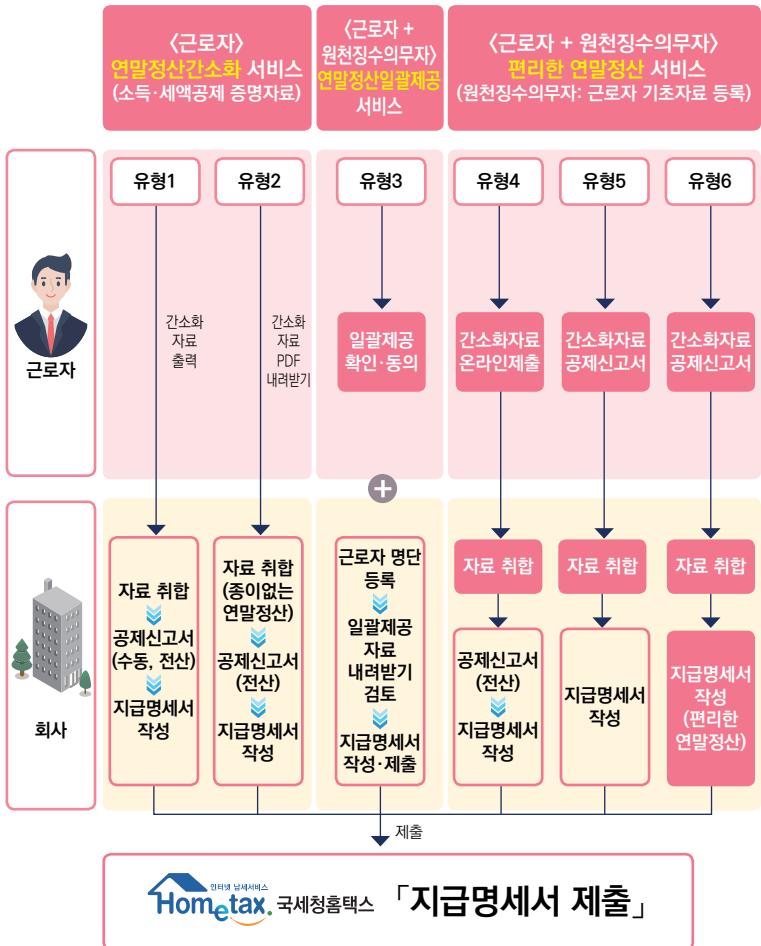 〈근로자〉
연말정산간소화 서비스
(소득·세액공제 증명자료)
〈근로자 +
원천징수의무자〉
연말정산일괄제공
서비스
〈근로자 + 원천징수의무자〉
편리한 연말정산 서비스
(원천징수의무자: 근로자 기초자료 등록)
유형1
유형2
유형3
유형4
유형5
유형6
근로자
간소화
자료
출력
간소화
자료
PDF
내려받기
일괄제공
확인·동의
간소화자료
온라인제출
간소화자료
공제신고서
간소화자료
공제신고서
+
회사
자료 취합
공제신고서
(수동, 전산)
지급명세서
작성
자료 취합
(종이없는
연말정산)
공제신고서
(전산)
지급명세서
작성
근로자 명단
등록
일괄제공
자료
내려받기
검토
지급명세서
작성·제출
자료 취합
공제신고서
(전산)
지급명세서
작성
자료 취합
지급명세서
작성
자료 취합
지급명세서
작성
(편리한
연말정산)
제출
인터넷 납세서비스
Hometax. 국세청홈택스 「지급명세서 제출」